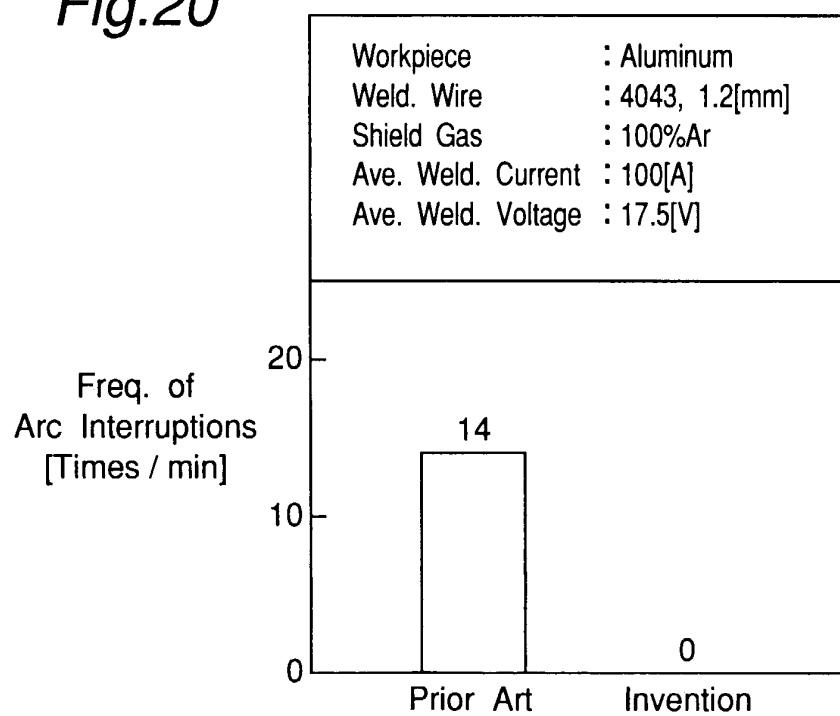 Fig.20
Workpiece : Aluminum
Weld. Wire : 4043, 1.2[mm]
Shield Gas : 100%Ar
Ave. Weld. Current : 100[A]
Ave. Weld. Voltage : 17.5[V]
20
Freq. of
Arc Interruptions
[Times / min]
14
10
0
0
Prior Art Invention